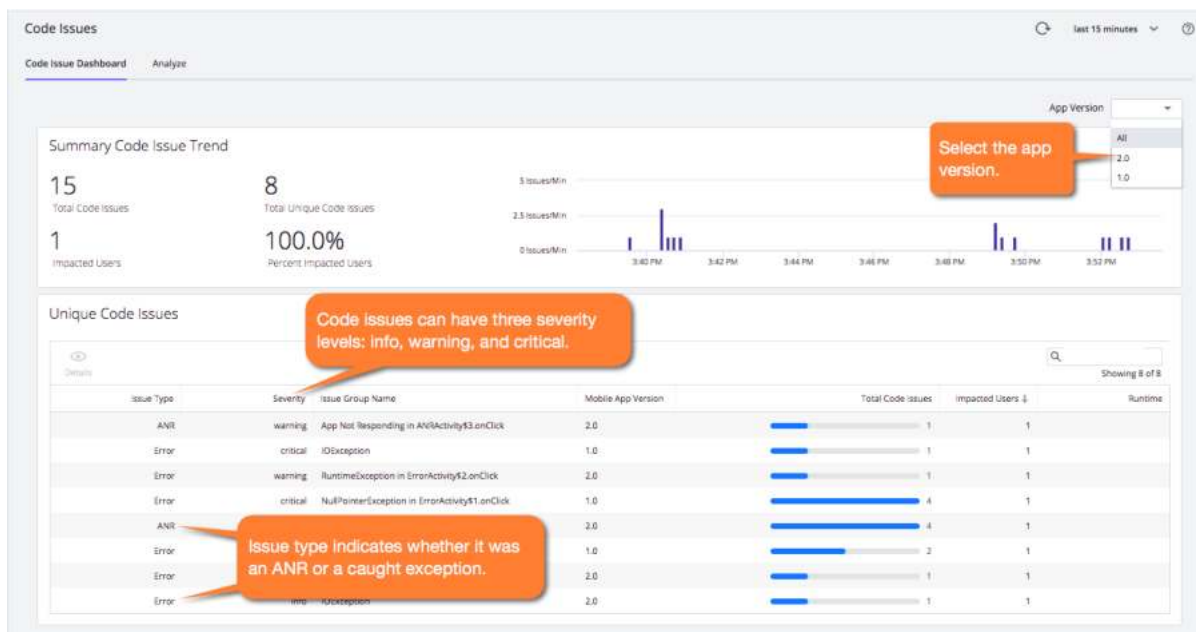 Code Issues
last 15 minutes
Code Issue Dashboard Analyze
App Version
All
2.0
1.0
Select the app
version.
Summary Code Issue Trend
15
Total Code Issues
8
Total Unique Code Issues
1
Impacted Users
100.0%
Percent Impacted Users
5 Issues/Min
2.5 Issues/Min
0 Issues/Min
3:40 PM 3:42 PM 3:44 PM 3:46 PM 3:48 PM 3:50 PM 3:52 PM
Unique Code Issues
Code issues can have three severity
levels: info, warning, and critical.
Details
Showing 8 of 8
Issue Type Severity Issue Group Name Mobile App Version Total Code Issues Impacted Users ↓ Runtime
ANR warning App Not Responding in ANRActivity$3.onClick 2.0 1 1
Error critical IOException 1.0 1 1
Error warning RuntimeException in ErrorActivity$2.onClick 2.0 1 1
Error critical NullPointerException in ErrorActivity$1.onClick 1.0 4 1
ANR 2.0 4 1
Error 1.0 2 1
Error 2.0 1 1
Error info IOException 2.0 1 1
Issue type indicates whether it was
an ANR or a caught exception.